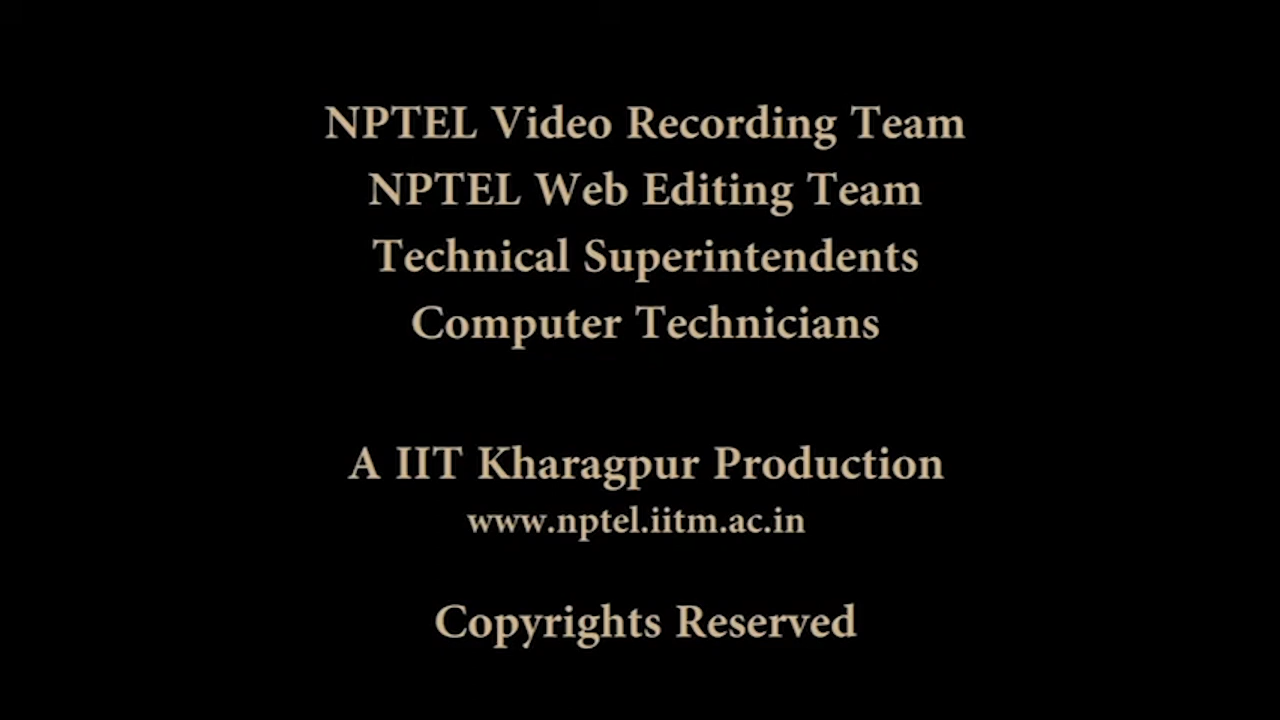 NPTEL Video Recording Team
NPTEL Web Editing Team
Technical Superintendents
Computer Technicians
A IIT Kharagpur Production
www.nptel.iitm.ac.in
Copyrights Reserved